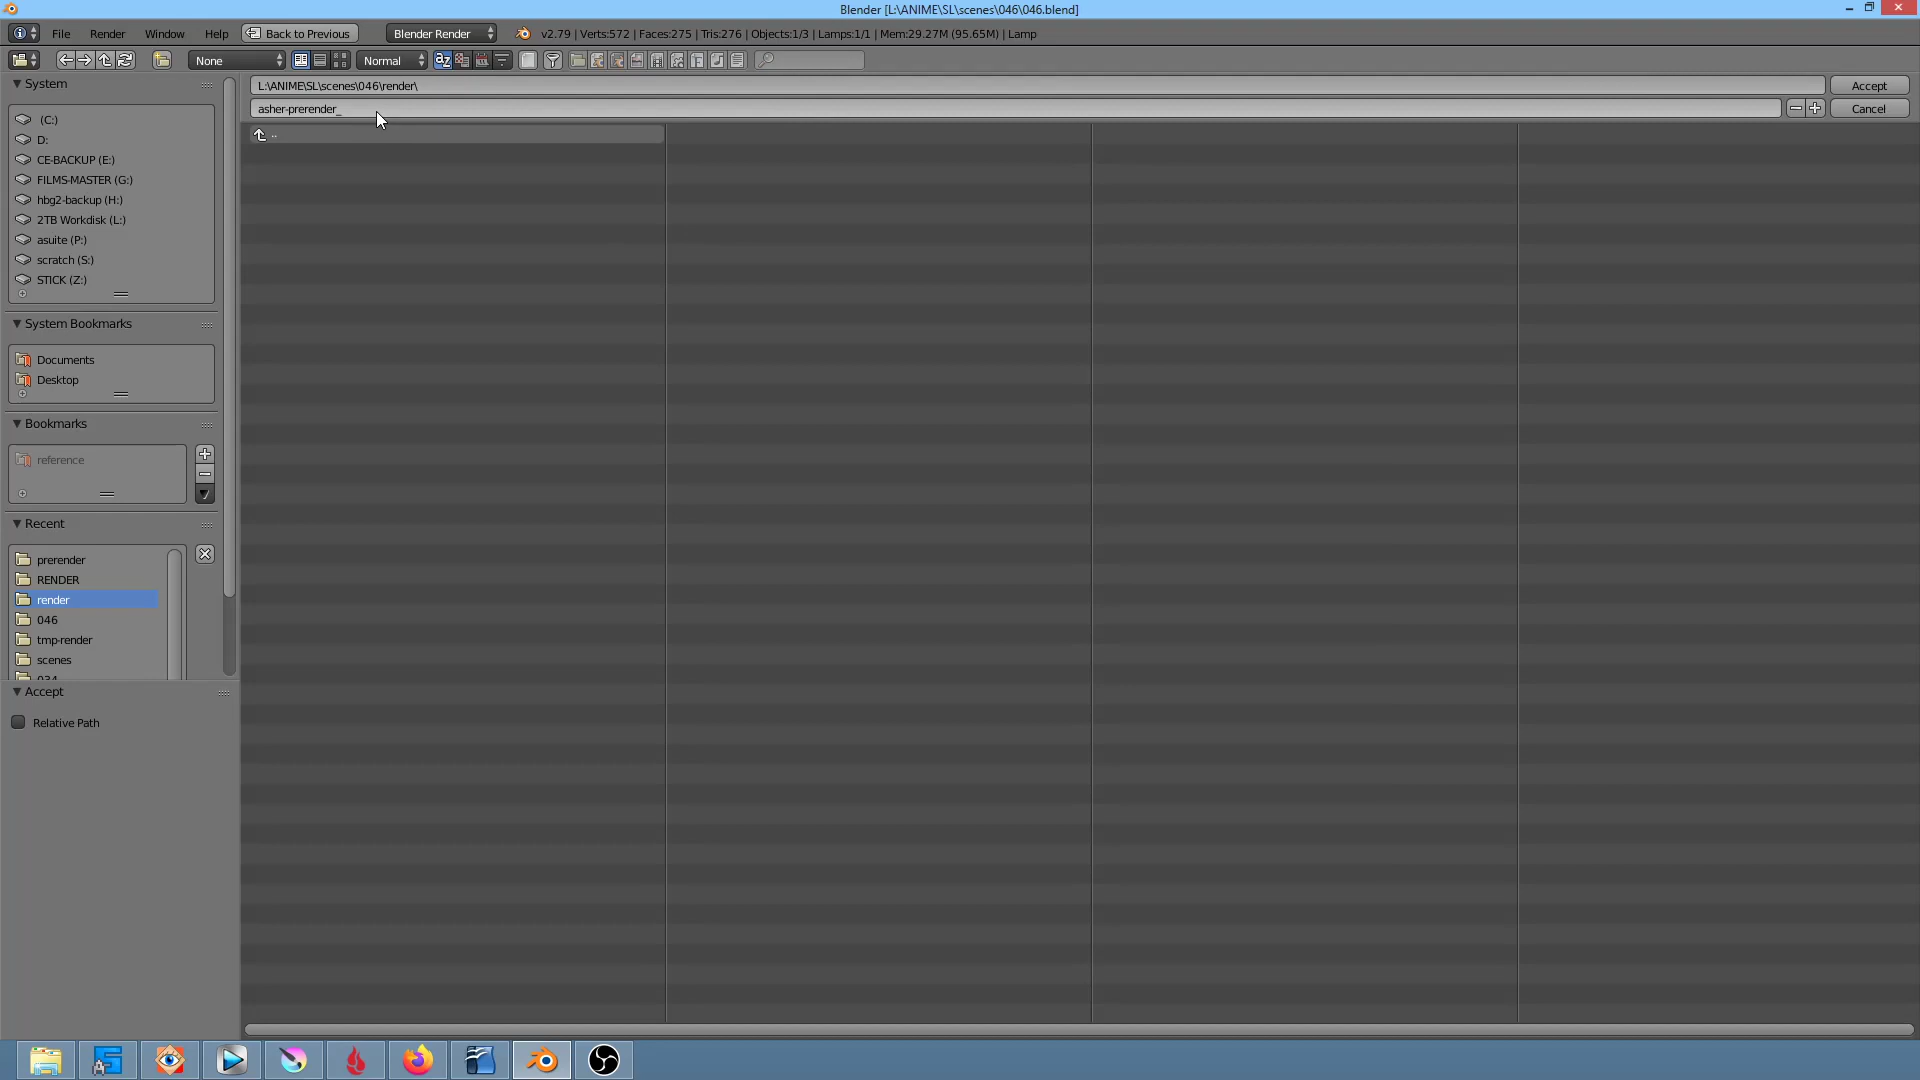 Blender [L:\ANIME\SL\scenes\046\046.blend]
File Render Window Help Back to Previous Blender Render v2.79 | Verts:572 | Faces:275 | Tris:276 | Objects:1/3 | Lamps:1/1 | Mem:29.27M (95.65M) | Lamp
None Normal
System
(C:)
D:
CE-BACKUP (E:)
FILMS-MASTER (G:)
hbg2-backup (H:)
2TB Workdisk (L:)
asuite (P:)
scratch (S:)
STICK (Z:)
System Bookmarks
Documents
Desktop
Bookmarks
reference
Recent
prerender
RENDER
render
046
tmp-render
scenes
034
Accept
Relative Path
L:\ANIME\SL\scenes\046\render\
Accept
asher-prerender_
Cancel
..